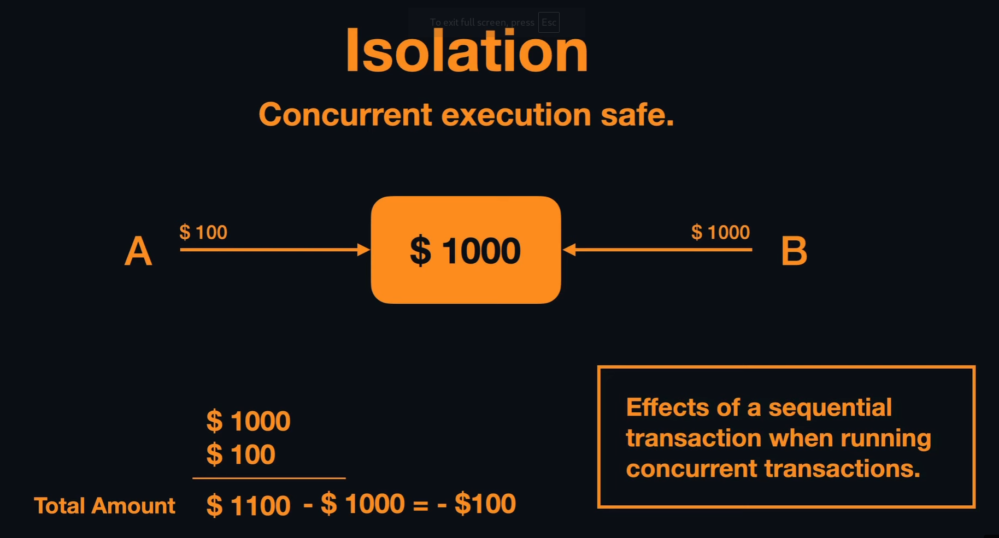 To exit full screen, press Esc
Isolation
Concurrent execution safe.
A
$ 100
$ 1000
$ 1000
B
$ 1000
$ 100
Total Amount $ 1100 - $ 1000 = - $100
Effects of a sequential
transaction when running
concurrent transactions.